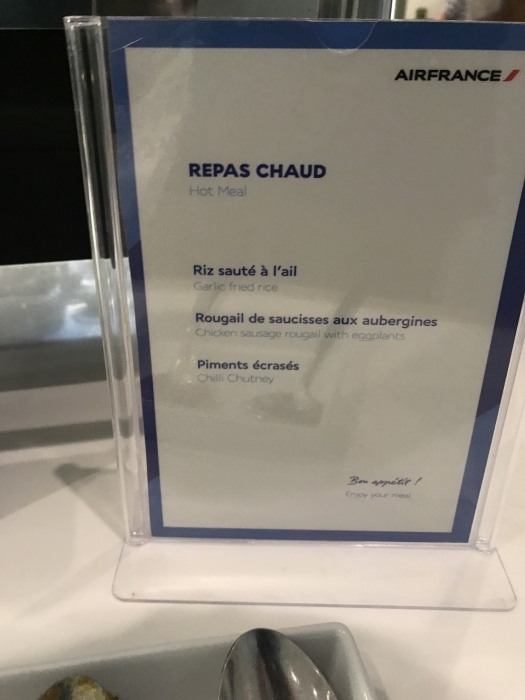 AIRFRANCE
REPAS CHAUD
Hot Meal
Riz sauté à l'ail
Garlic fried rice
Rougail de saucisses aux aubergines
Chicken sausage rougail with eggplants
Piments écrasés
Chilli Chutney
Bon appétit !
Enjoy your meal